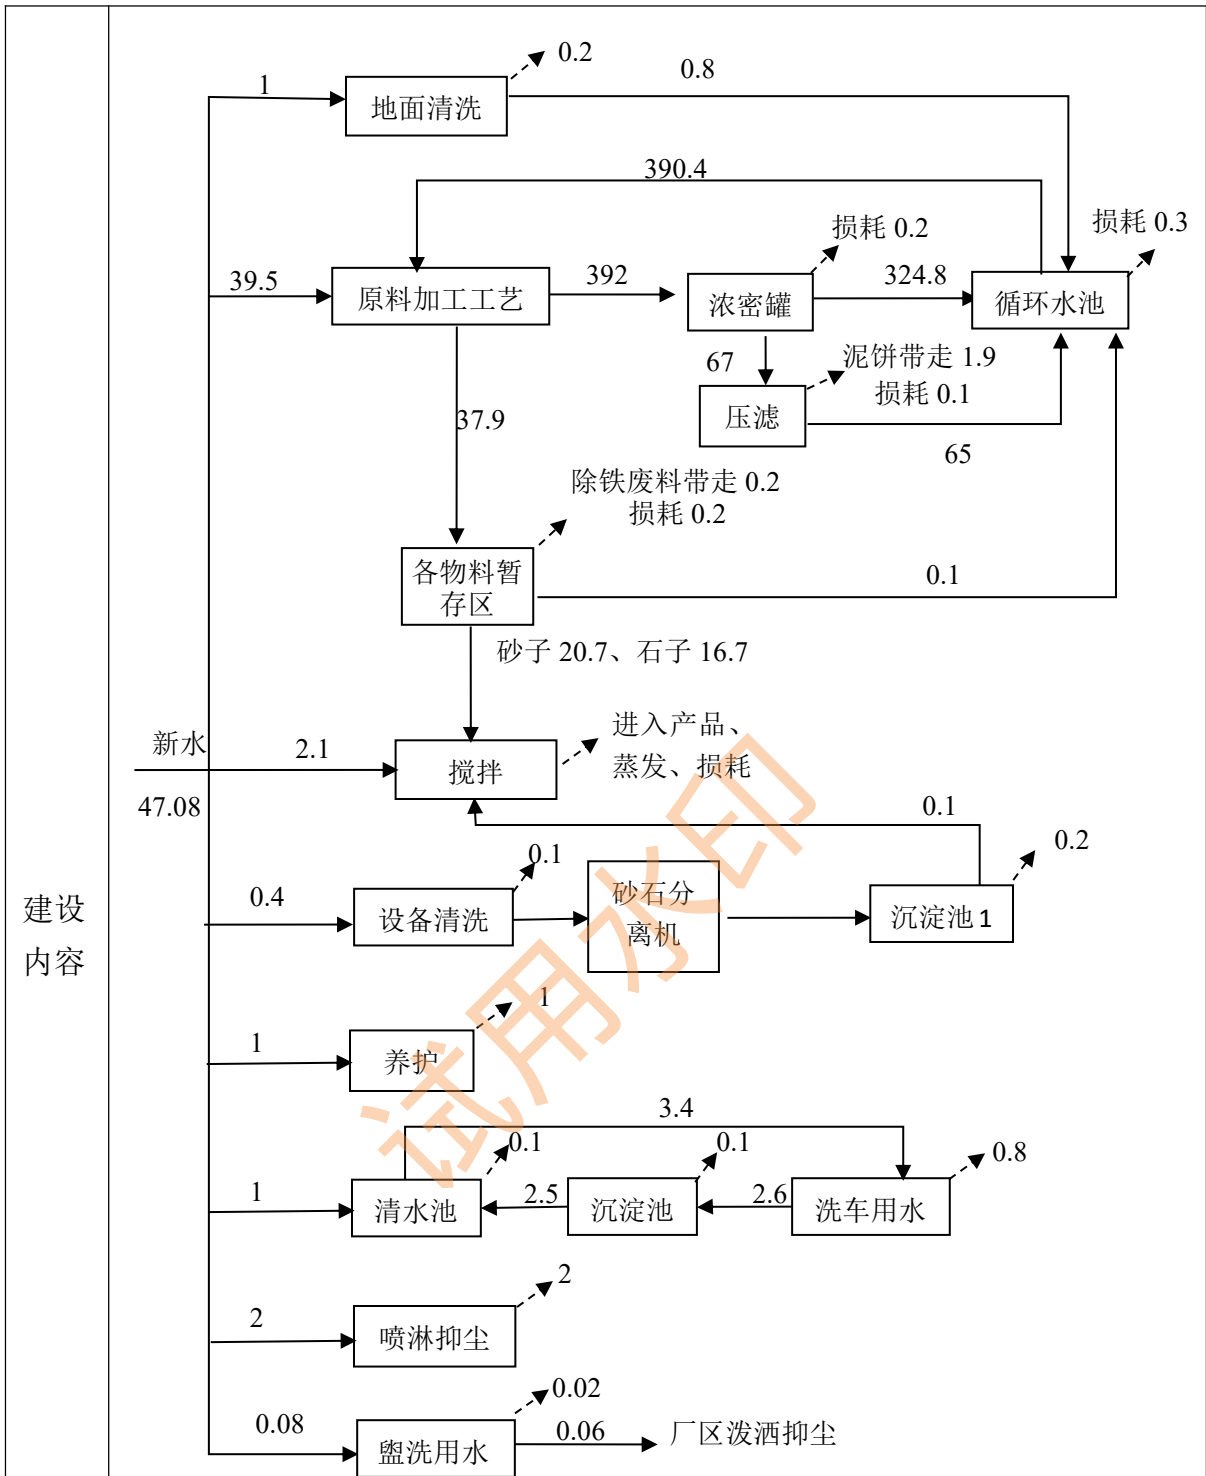 0.2
0.8
1
地面清洗
390.4
损耗 0.3
损耗 0.2
39.5
392
324.8
原料加工工艺
浓密罐
循环水池
67
泥饼带走 1.9
损耗 0.1
压滤
37.9
65
除铁废料带走 0.2
损耗 0.2
各物料暂
存区
0.1
砂子 20.7、石子 16.7
进入产品、
蒸发、损耗
新水
2.1
搅拌
47.08
0.1
0.2
0.1
0.4
设备清洗
砂石分
离机
沉淀池 1
建设
内容
1
1
养护
3.4
0.1
0.1
0.8
1
清水池
2.5
沉淀池
2.6
洗车用水
2
2
喷淋抑尘
0.02
0.08
盥洗用水
0.06
厂区泼洒抑尘
试用水印